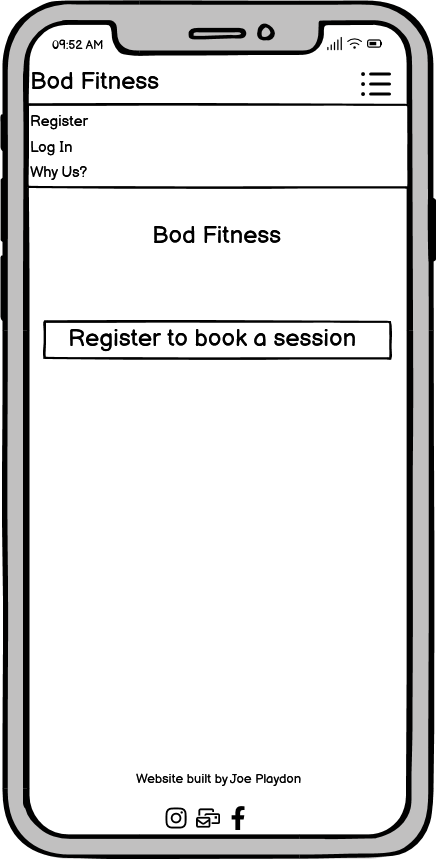 09:52 AM
Bod Fitness
Register
Log In
Why Us?
Bod Fitness
Register to book a session
Website built by Joe Playdon